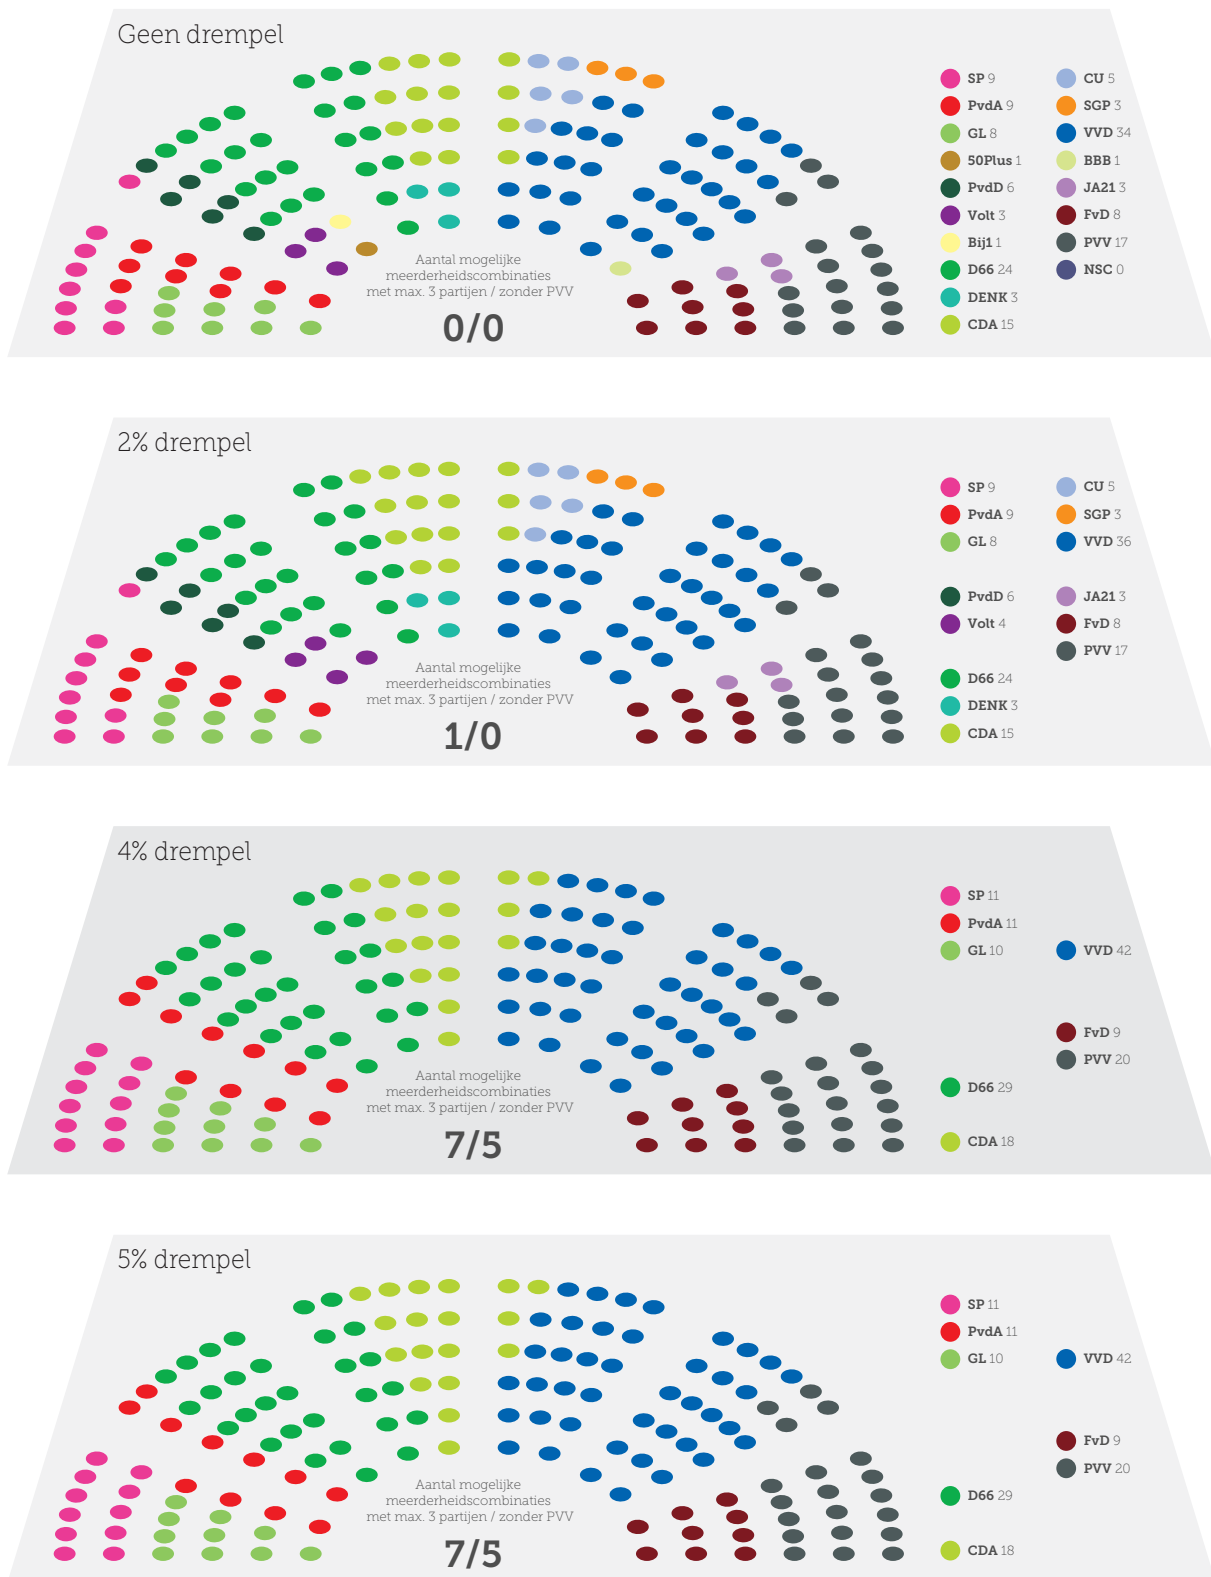 Geen drempel
SP 9
PvdA 9
GL 8
50Plus 1
PvdD 6
Volt 3
Bij1 1
D66 24
DENK 3
CDA 15
CU 5
SGP 3
VVD 34
BBB 1
JA21 3
FvD 8
PVV 17
NSC 0
Aantal mogelijke
meerderheidscombinaties
met max. 3 partijen / zonder PVV
0/0
2% drempel
SP 9
PvdA 9
GL 8
PvdD 6
Volt 4
D66 24
DENK 3
CDA 15
CU 5
SGP 3
VVD 36
JA21 3
FvD 8
PVV 17
Aantal mogelijke
meerderheidscombinaties
met max. 3 partijen / zonder PVV
1/0
4% drempel
SP 11
PvdA 11
GL 10
D66 29
CDA 18
VVD 42
FvD 9
PVV 20
Aantal mogelijke
meerderheidscombinaties
met max. 3 partijen / zonder PVV
7/5
5% drempel
SP 11
PvdA 11
GL 10
D66 29
CDA 18
VVD 42
FvD 9
PVV 20
Aantal mogelijke
meerderheidscombinaties
met max. 3 partijen / zonder PVV
7/5